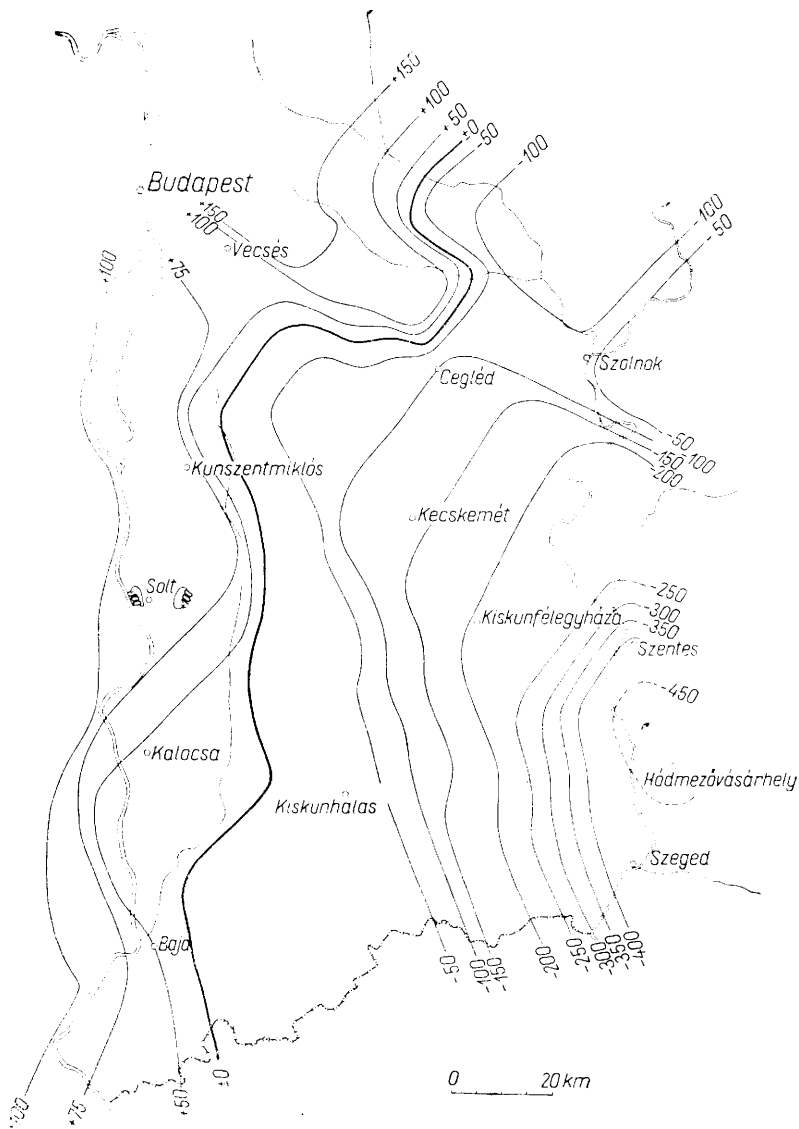 +150
+100
+50
±0
-50
-100
Budapest
+150
+100
Vecsés
-100
-50
+100
+75
Szolnok
Cegléd
-50
-100
-150
-200
Kunszentmiklós
Kecskemét
Solt
-250
-300
-350
Kiskunfélegyháza
Szentes
-450
Kalocsa
Hódmezővásárhely
Kiskunhalas
Szeged
Baja
-50
-100
-150
-200
-250
-300
-350
-400
+100
+75
+50
±0
0 20 km